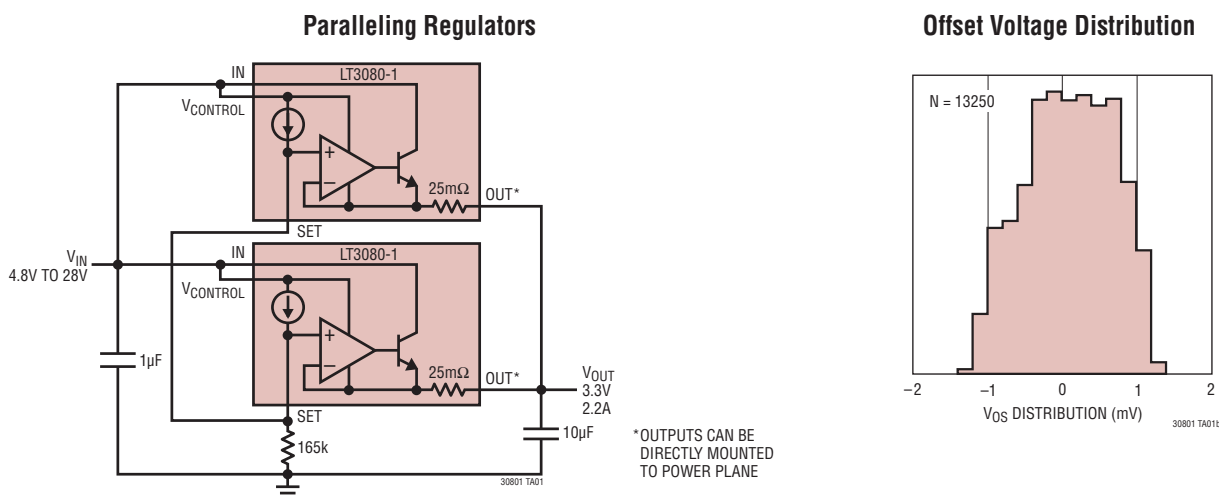 Paralleling Regulators
IN
LT3080-1
VCONTROL
+
–
25mΩ
OUT*
SET
VIN
4.8V TO 28V
IN
LT3080-1
VCONTROL
+
–
25mΩ
OUT*
1µF
VOUT
3.3V
2.2A
SET
165k
10µF
*OUTPUTS CAN BE
DIRECTLY MOUNTED
TO POWER PLANE
30801 TA01
Offset Voltage Distribution
N = 13250
–2 –1 0 1 2
VOS DISTRIBUTION (mV)
30801 TA01b